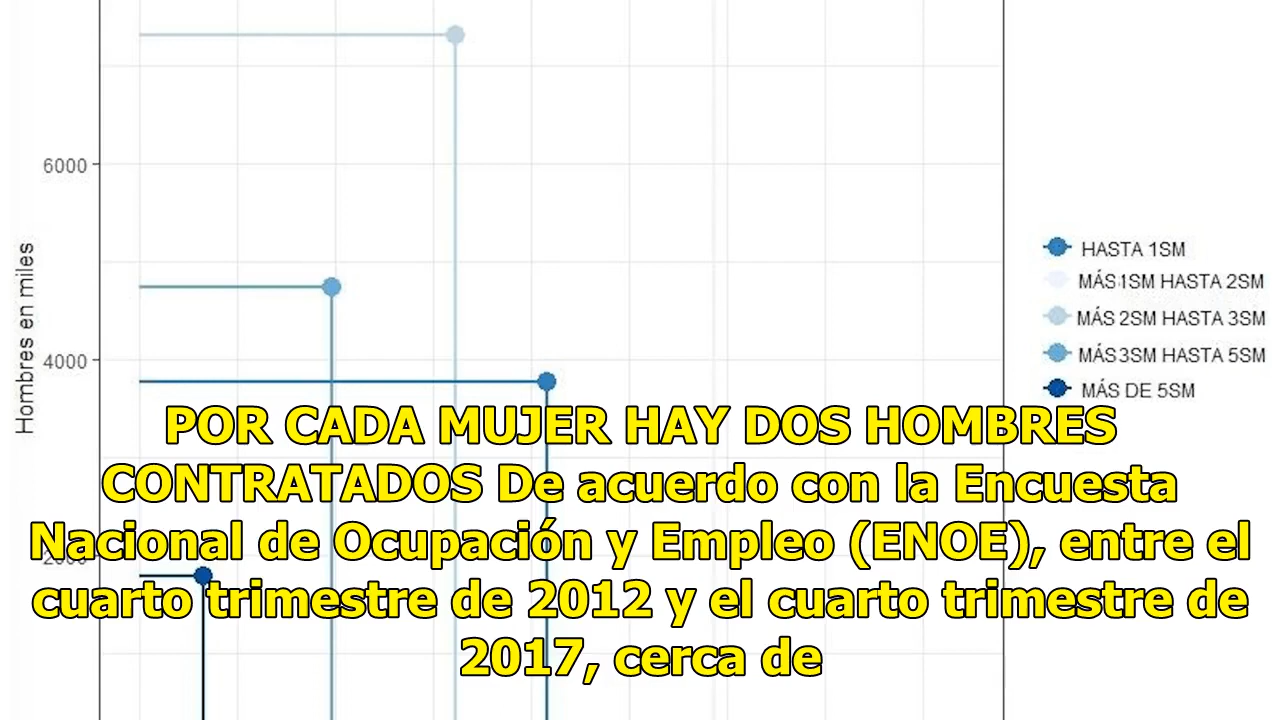 6000
4000
2000
Hombres en miles
HASTA 1SM
MÁS 1SM HASTA 2SM
MÁS 2SM HASTA 3SM
MÁS 3SM HASTA 5SM
MÁS DE 5SM
POR CADA MUJER HAY DOS HOMBRES
CONTRATADOS De acuerdo con la Encuesta
Nacional de Ocupación y Empleo (ENOE), entre el
cuarto trimestre de 2012 y el cuarto trimestre de
2017, cerca de